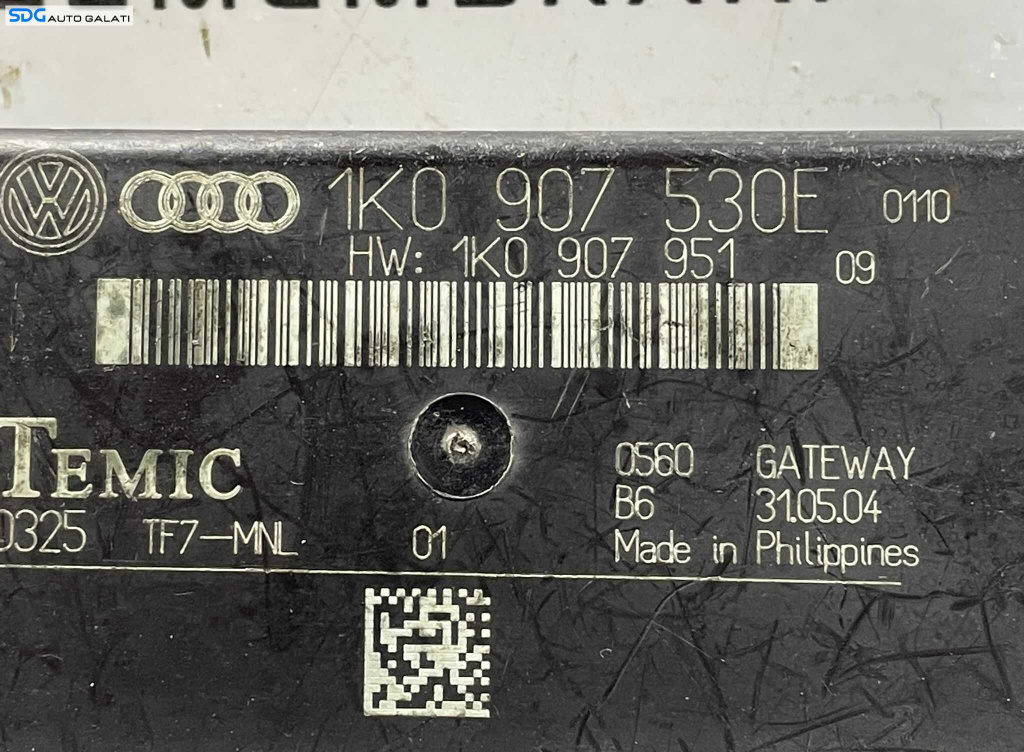 SDG AUTO GALATI
1K0 907 530E 0110
HW: 1K0 907 951 09
TEMIC
0560 GATEWAY
B6 31.05.04
0325 TF7-MNL 01 Made in Philippines